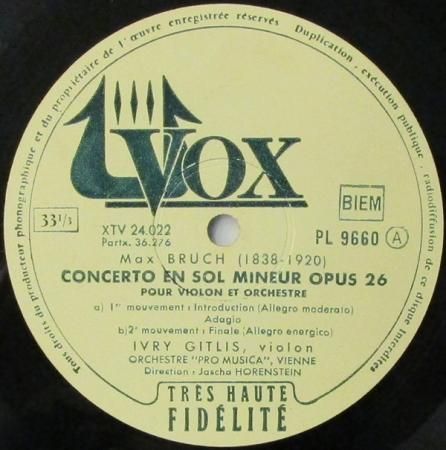 Tous droits du producteur phonographique et du propriétaire de l'œuvre enregistrée réservés Duplication - exécution publique - radiodiffusion de ce disque Interdites
VOX
33 1/3
BIEM
XTV 24.022
Partx. 36.276
PL 9660 A
Max BRUCH (1838-1920)
CONCERTO EN SOL MINEUR OPUS 26
POUR VIOLON ET ORCHESTRE
a) 1er mouvement : Introduction (Allegro moderato)
Adagio
b) 2e mouvement : Finale (Allegro energico)
IVRY GITLIS, violon
ORCHESTRE "PRO MUSICA", VIENNE
Direction : Jascha HORENSTEIN
TRÈS HAUTE
FIDÉLITÉ